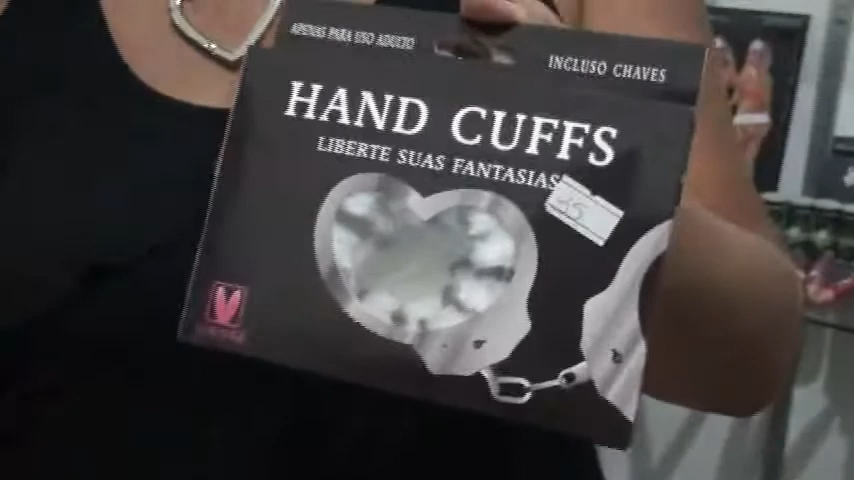 APENAS PARA USO ADULTO
INCLUSO CHAVES
HAND CUFFS
LIBERTE SUAS FANTASIAS